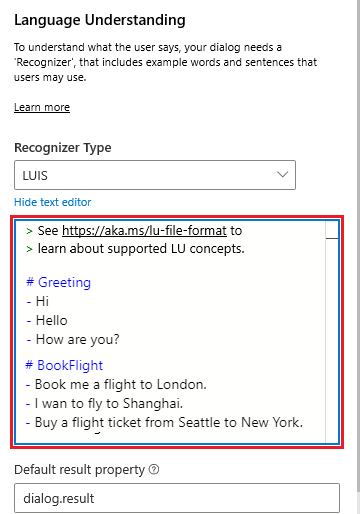 Language Understanding
To understand what the user says, your dialog needs a
'Recognizer', that includes example words and sentences that
users may use.
Learn more
Recognizer Type
LUIS
Hide text editor
> See https://aka.ms/lu-file-format to
> learn about supported LU concepts.
# Greeting
- Hi
- Hello
- How are you?
# BookFlight
- Book me a flight to London.
- I wan to fly to Shanghai.
- Buy a flight ticket from Seattle to New York.
Default result property
dialog.result